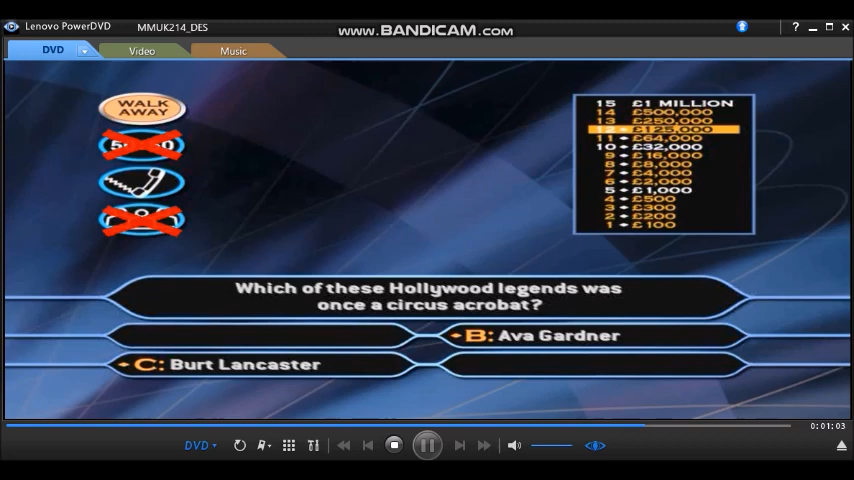 Lenovo PowerDVD
MMUK214_DES
WWW.BANDICAM.COM
?
DVD
Video
Music
WALK
AWAY
15 £1 MILLION
14 £500,000
13 £250,000
12 £125,000
11 £64,000
10 £32,000
9 £16,000
8 £8,000
7 £4,000
6 £2,000
5 £1,000
4 £500
3 £300
2 £200
1 £100
Which of these Hollywood legends was
once a circus acrobat?
B: Ava Gardner
C: Burt Lancaster
0:01:03
DVD